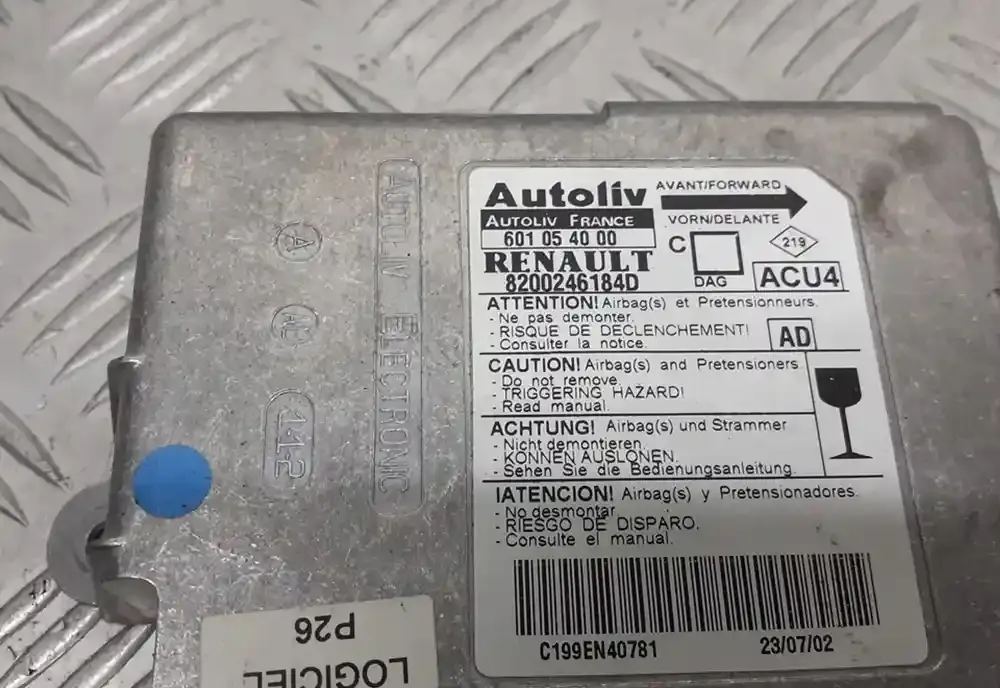 Autoliv
AVANT/FORWARD
AUTOLIV FRANCE
VORN/DELANTE
601 05 40 00
C
219
RENAULT
8200246184D
DAG
ACU4
ATTENTION! Airbag(s) et Pretensionneurs.
- Ne pas demonter.
- RISQUE DE DECLENCHEMENT!
- Consulter la notice.
AD
CAUTION! Airbag(s) and Pretensioners.
- Do not remove.
- TRIGGERING HAZARD!
- Read manual.
ACHTUNG! Airbag(s) und Strammer
- Nicht demontieren.
- KONNEN AUSLONEN.
- Sehen Sie die Bedienungsanleitung.
IATENCION! Airbag(s) y Pretensionadores.
- No desmontar.
- RIESGO DE DISPARO.
- Consulte el manual.
C199EN40781
23/07/02
AUTOLIV ELECTRONIC
A
1-1-2
LOGICIEL
P26